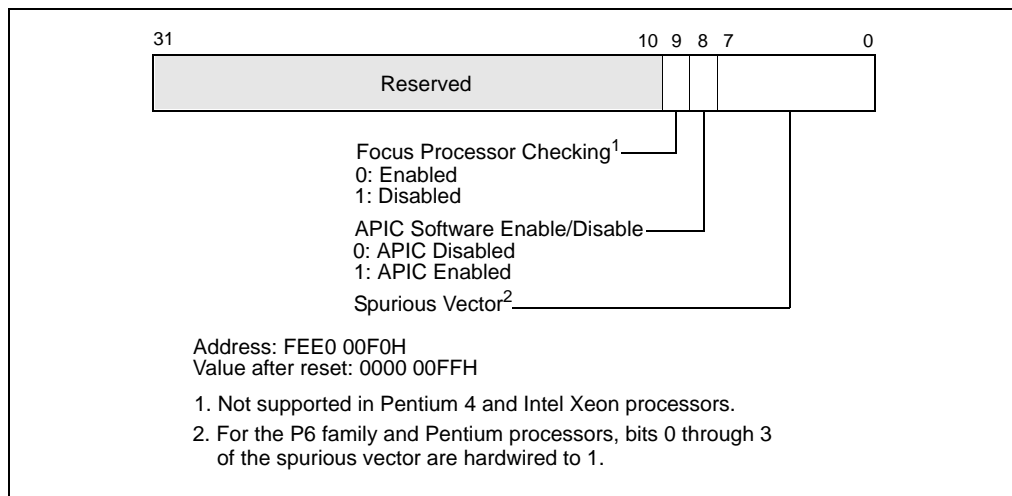 31 10 9 8 7 0
Reserved
Focus Processor Checking1
0: Enabled
1: Disabled
APIC Software Enable/Disable
0: APIC Disabled
1: APIC Enabled
Spurious Vector2
Address: FEE0 00F0H
Value after reset: 0000 00FFH
1. Not supported in Pentium 4 and Intel Xeon processors.
2. For the P6 family and Pentium processors, bits 0 through 3
of the spurious vector are hardwired to 1.